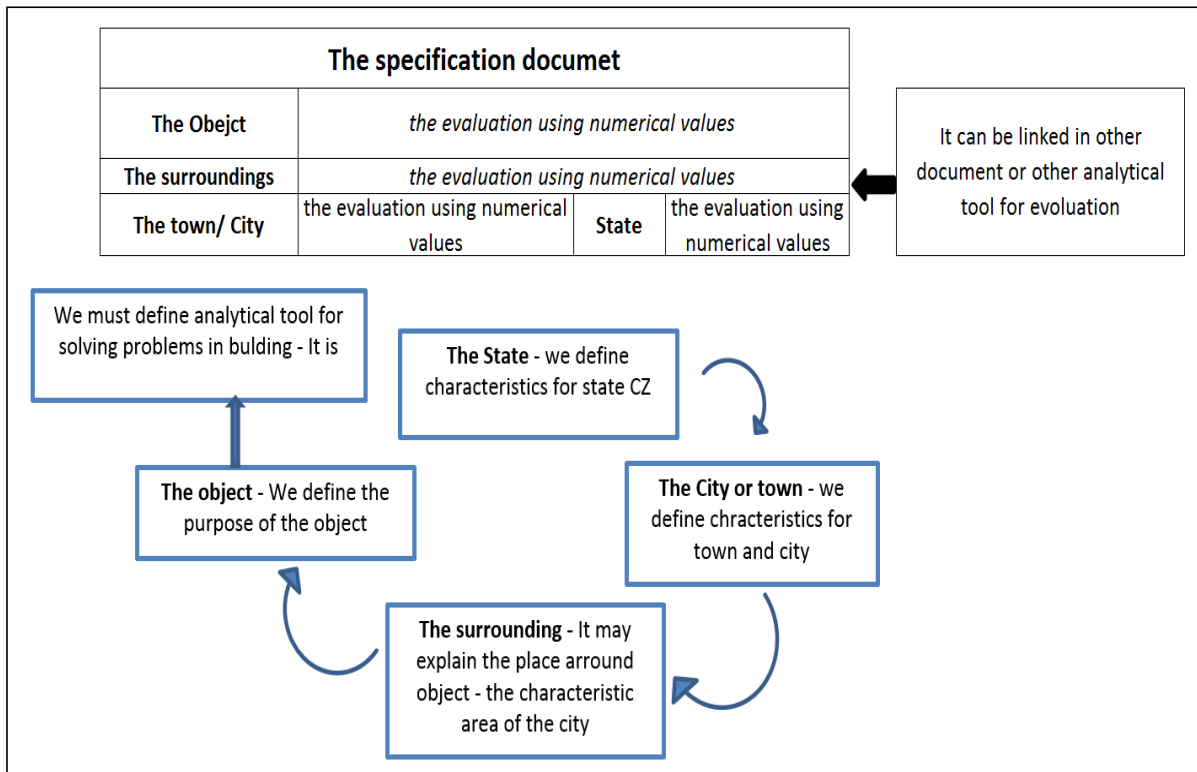 The specification documet
The Obejct
the evaluation using numerical values
The surroundings
the evaluation using numerical values
The town/ City
the evaluation using numerical
values
State
the evaluation using
numerical values
It can be linked in other
document or other analytical
tool for evoluation
We must define analytical tool for
solving problems in bulding - It is
The State - we define
characteristics for state CZ
The object - We define the
purpose of the object
The City or town - we
define chracteristics for
town and city
The surrounding - It may
explain the place arround
object - the characteristic
area of the city